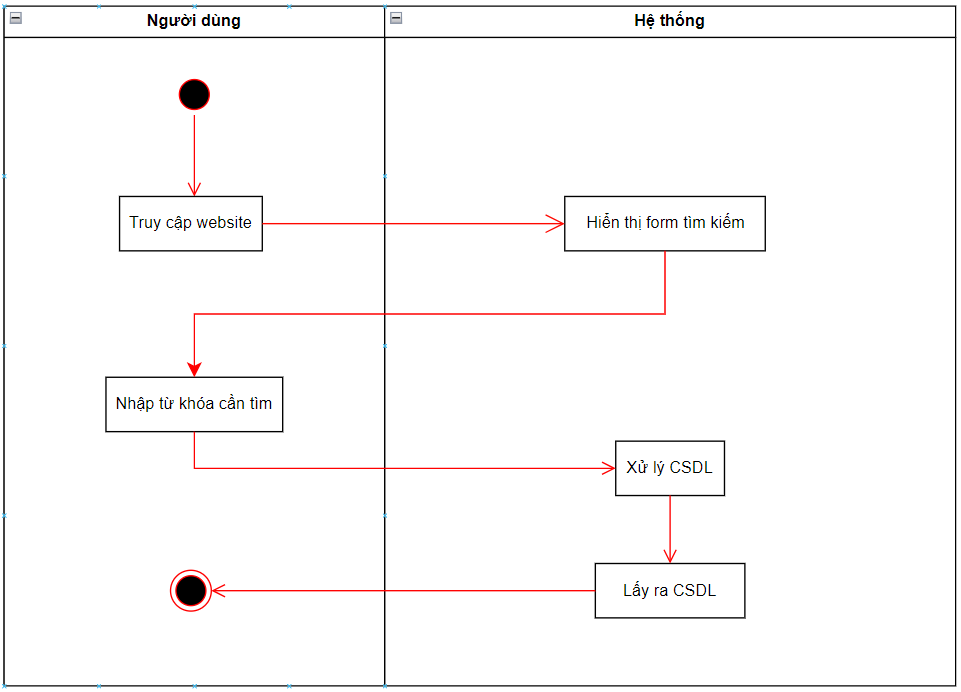 Người dùng
Hệ thống
Truy cập website
Hiển thị form tìm kiếm
Nhập từ khóa cần tìm
Xử lý CSDL
Lấy ra CSDL